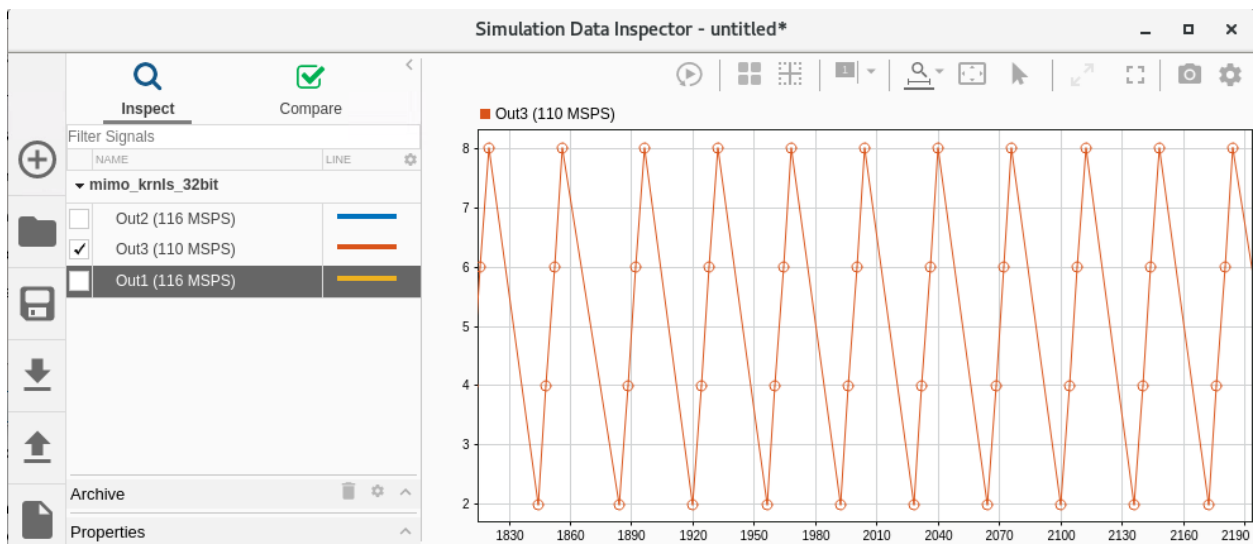 Simulation Data Inspector - untitled*
Inspect
Compare
Filter Signals
NAME
LINE
mimo_krnls_32bit
Out2 (116 MSPS)
Out3 (110 MSPS)
Out1 (116 MSPS)
Archive
Properties
1
Out3 (110 MSPS)
8
7
6
5
4
3
2
1830 1860 1890 1920 1950 1980 2010 2040 2070 2100 2130 2160 2190